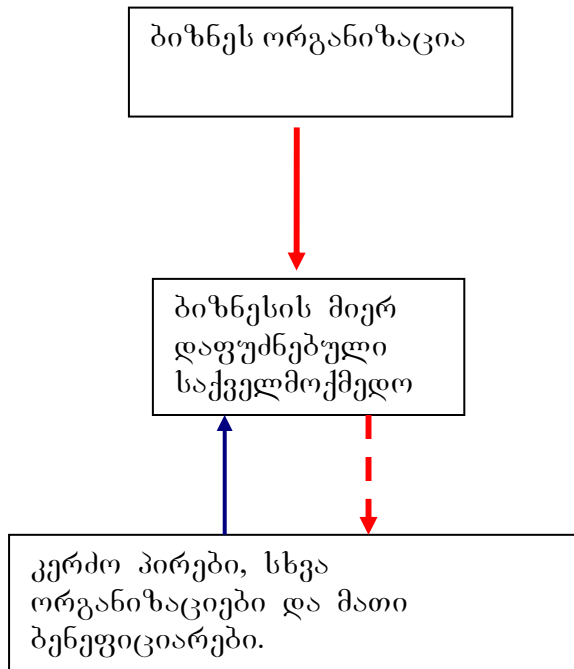 ბიზნეს ორგანიზაცია
ბიზნესის მიერ
დაფუძნებული
საქველმოქმედო
კერძო პირები, სხვა
ორგანიზაციები და მათი
ბენეფიციარები.